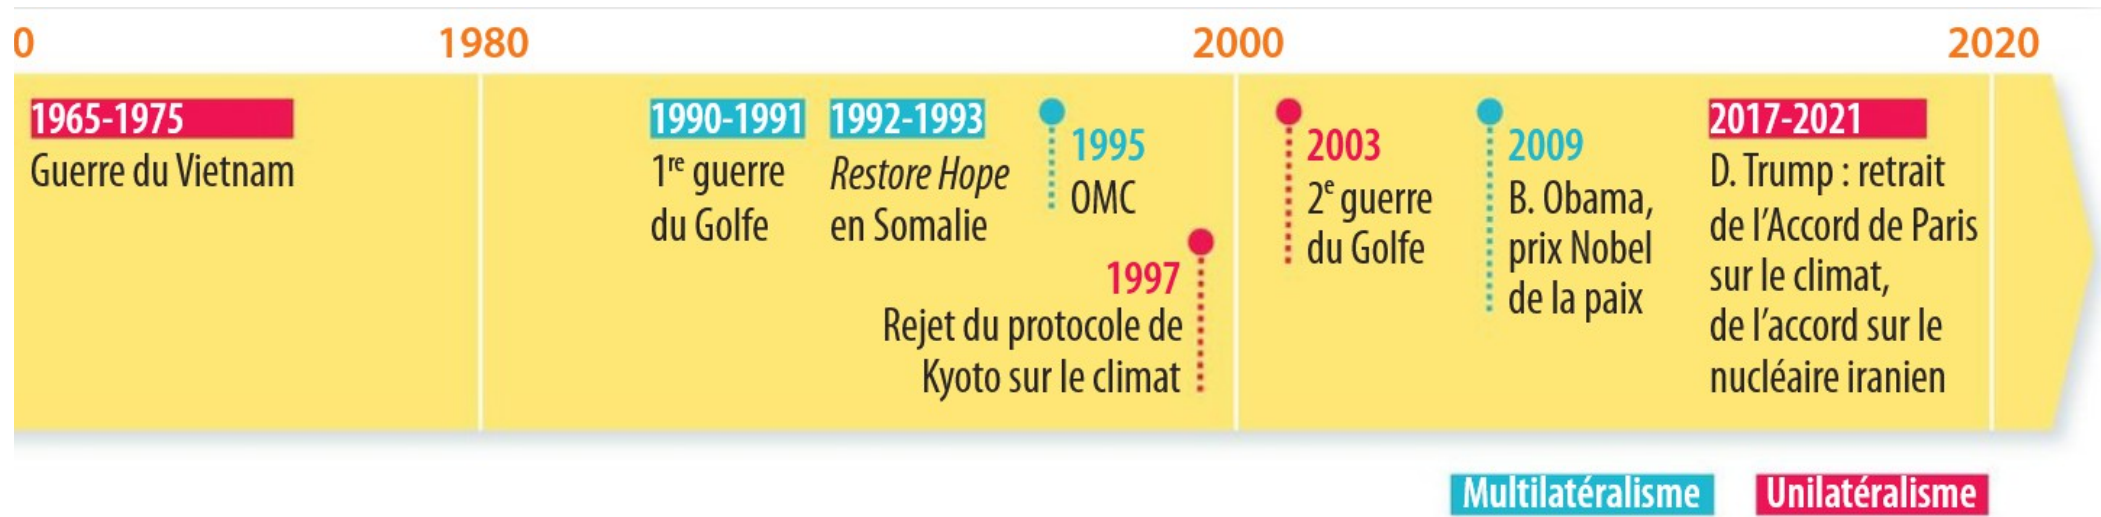 0
1980
2000
2020
1965-1975
Guerre du Vietnam
1990-1991
1re guerre
du Golfe
1992-1993
Restore Hope
en Somalie
1995
OMC
1997
Rejet du protocole de
Kyoto sur le climat
2003
2e guerre
du Golfe
2009
B. Obama,
prix Nobel
de la paix
2017-2021
D. Trump : retrait
de l’Accord de Paris
sur le climat,
de l’accord sur le
nucléaire iranien
Multilatéralisme
Unilatéralisme